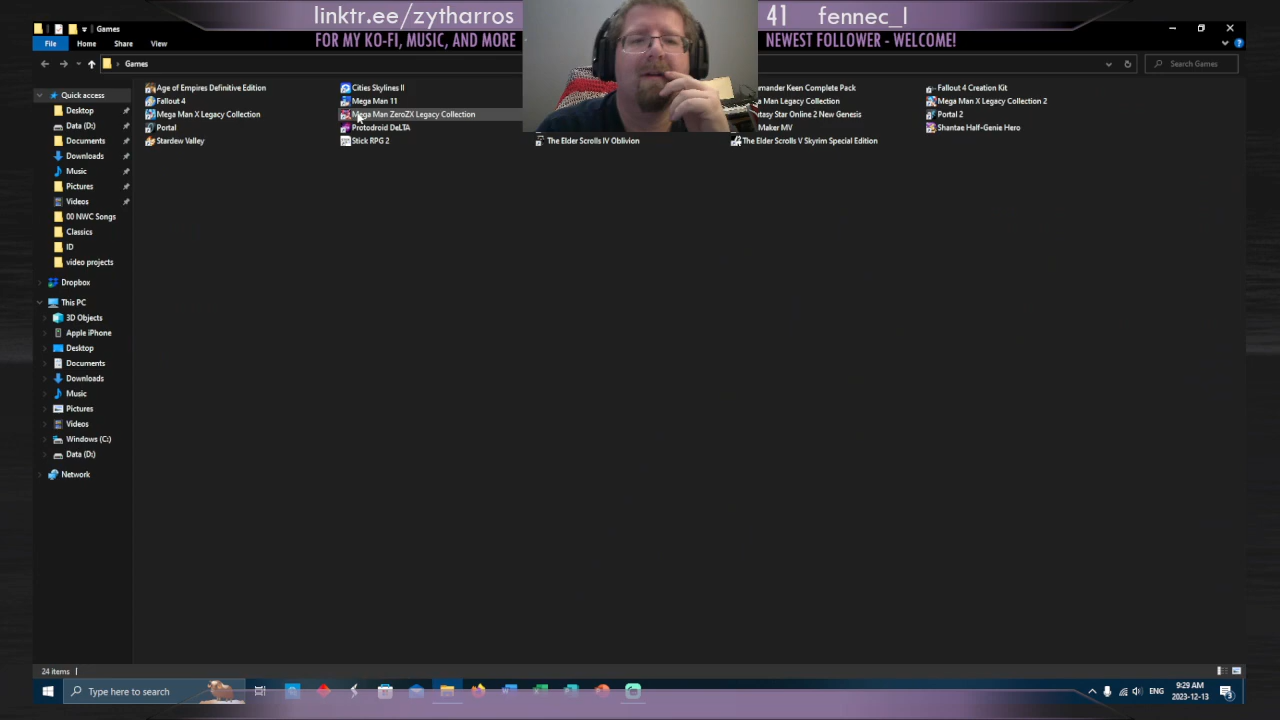 linktr.ee/zytharros
FOR MY KO-FI, MUSIC, AND MORE
41 fennec_l
NEWEST FOLLOWER - WELCOME!
Games
File Home Share View
Games
Search Games
Quick access
Desktop
Data (D:)
Documents
Downloads
Music
Pictures
Videos
00 NWC Songs
Classics
ID
video projects
Dropbox
This PC
3D Objects
Apple iPhone
Desktop
Documents
Downloads
Music
Pictures
Videos
Windows (C:)
Data (D:)
Network
Age of Empires Definitive Edition
Cities Skylines II
Complete Pack
Fallout 4 Creation Kit
Fallout 4
Mega Man 11
Man Legacy Collection
Mega Man X Legacy Collection 2
Mega Man X Legacy Collection
Mega Man ZeroZX Legacy Collection
Star Online 2 New Genesis
Portal 2
Portal
Protodroid DeLTA
Maker MV
Shantae Half-Genie Hero
Stardew Valley
Stick RPG 2
The Elder Scrolls IV Oblivion
The Elder Scrolls V Skyrim Special Edition
24 items
Type here to search
ENG
9:29 AM
2023-12-13
3